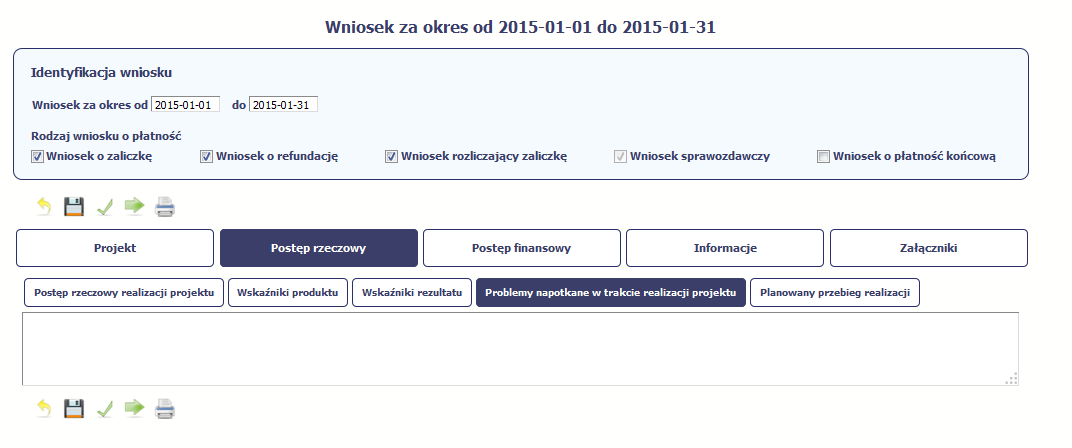 Wniosek za okres od 2015-01-01 do 2015-01-31
Identyfikacja wniosku
Wniosek za okres od 2015-01-01 do 2015-01-31
Rodzaj wniosku o płatność
Wniosek o zaliczkę Wniosek o refundację Wniosek rozliczający zaliczkę Wniosek sprawozdawczy Wniosek o płatność końcową
Projekt Postęp rzeczowy Postęp finansowy Informacje Załączniki
Postęp rzeczowy realizacji projektu Wskaźniki produktu Wskaźniki rezultatu Problemy napotkane w trakcie realizacji projektu Planowany przebieg realizacji